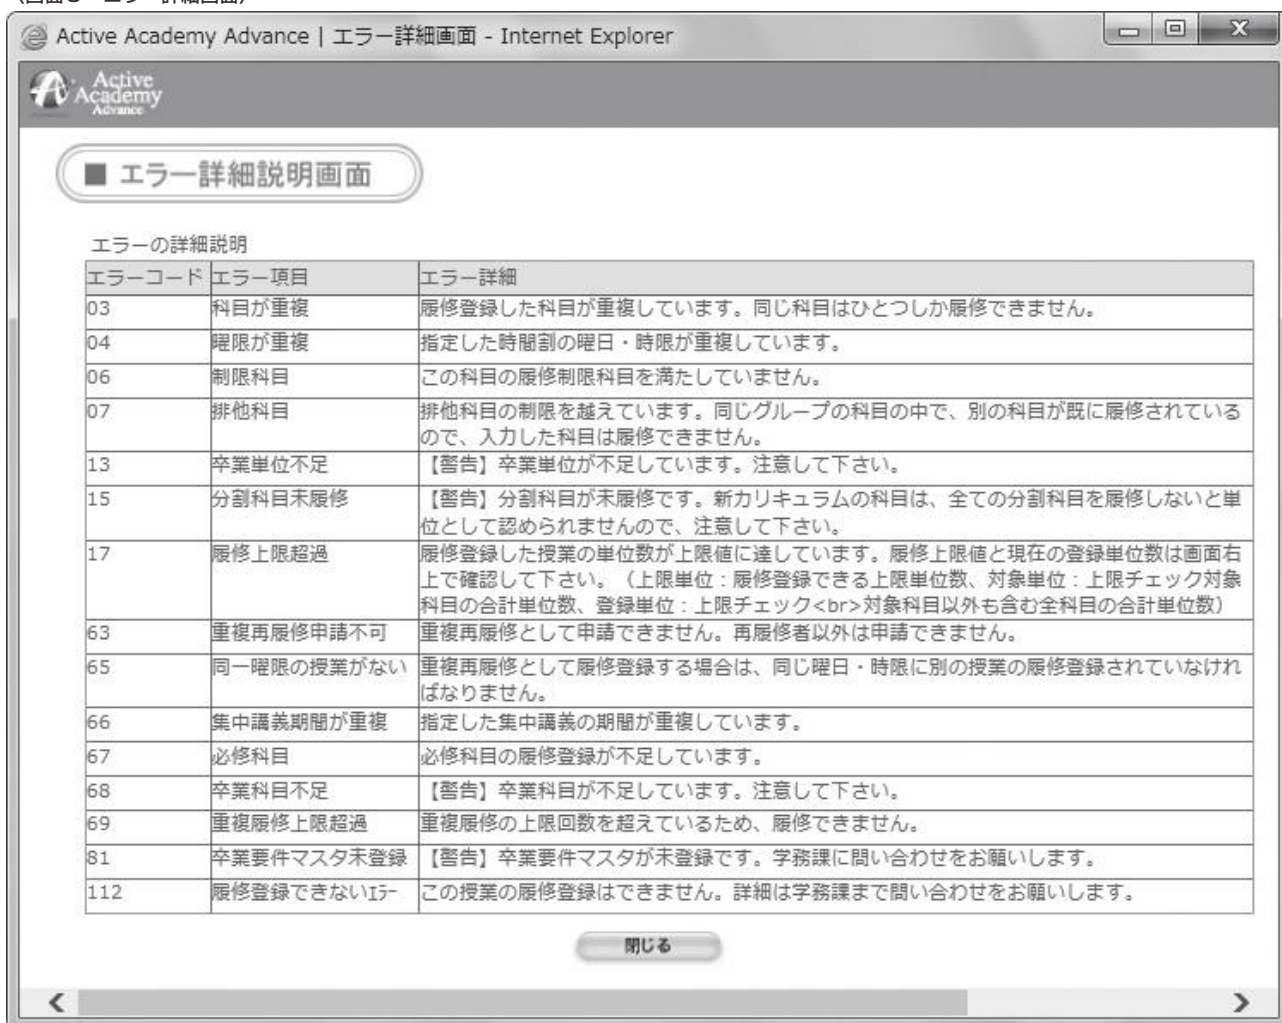 Active Academy Advance | エラー詳細画面 - Internet Explorer
Active
Academy
Advance
■ エラー詳細説明画面
エラーの詳細説明
エラーコード エラー項目 エラー詳細
03 科目が重複 履修登録した科目が重複しています。同じ科目はひとつしか履修できません。
04 曜限が重複 指定した時間割の曜日・時限が重複しています。
06 制限科目 この科目の履修制限科目を満たしていません。
07 排他科目 排他科目の制限を越えています。同じグループの科目の中で、別の科目が既に履修されている
ので、入力した科目は履修できません。
13 卒業単位不足 【警告】卒業単位が不足しています。注意して下さい。
15 分割科目未履修 【警告】分割科目が未履修です。新カリキュラムの科目は、全ての分割科目を履修しないと単
位として認められませんので、注意して下さい。
17 履修上限超過 履修登録した授業の単位数が上限値に達しています。履修上限値と現在の登録単位数は画面右
上で確認して下さい。（上限単位：履修登録できる上限単位数、対象単位：上限チェック対象
科目の合計単位数、登録単位：上限チェック<br>対象科目以外も含む全科目の合計単位数）
63 重複再履修申請不可 重複再履修として申請できません。再履修者以外は申請できません。
65 同一曜限の授業がない 重複再履修として履修登録する場合は、同じ曜日・時限に別の授業の履修登録されていなけれ
ばなりません。
66 集中講義期間が重複 指定した集中講義の期間が重複しています。
67 必修科目 必修科目の履修登録が不足しています。
68 卒業科目不足 【警告】卒業科目が不足しています。注意して下さい。
69 重複履修上限超過 重複履修の上限回数を超えているため、履修できません。
81 卒業要件マスタ未登録 【警告】卒業要件マスタが未登録です。学務課に問い合わせをお願いします。
112 履修登録できないｴﾗｰ この授業の履修登録はできません。詳細は学務課まで問い合わせをお願いします。
閉じる